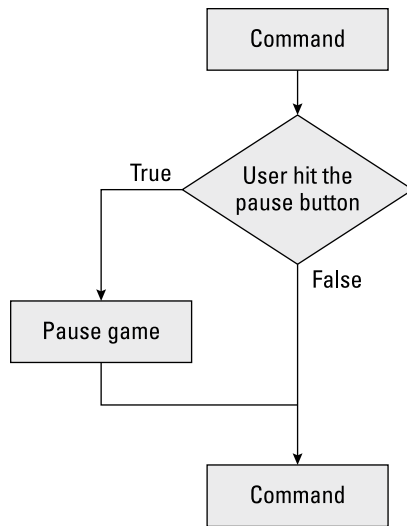 Command
User hit the
pause button
True
False
Pause game
Command